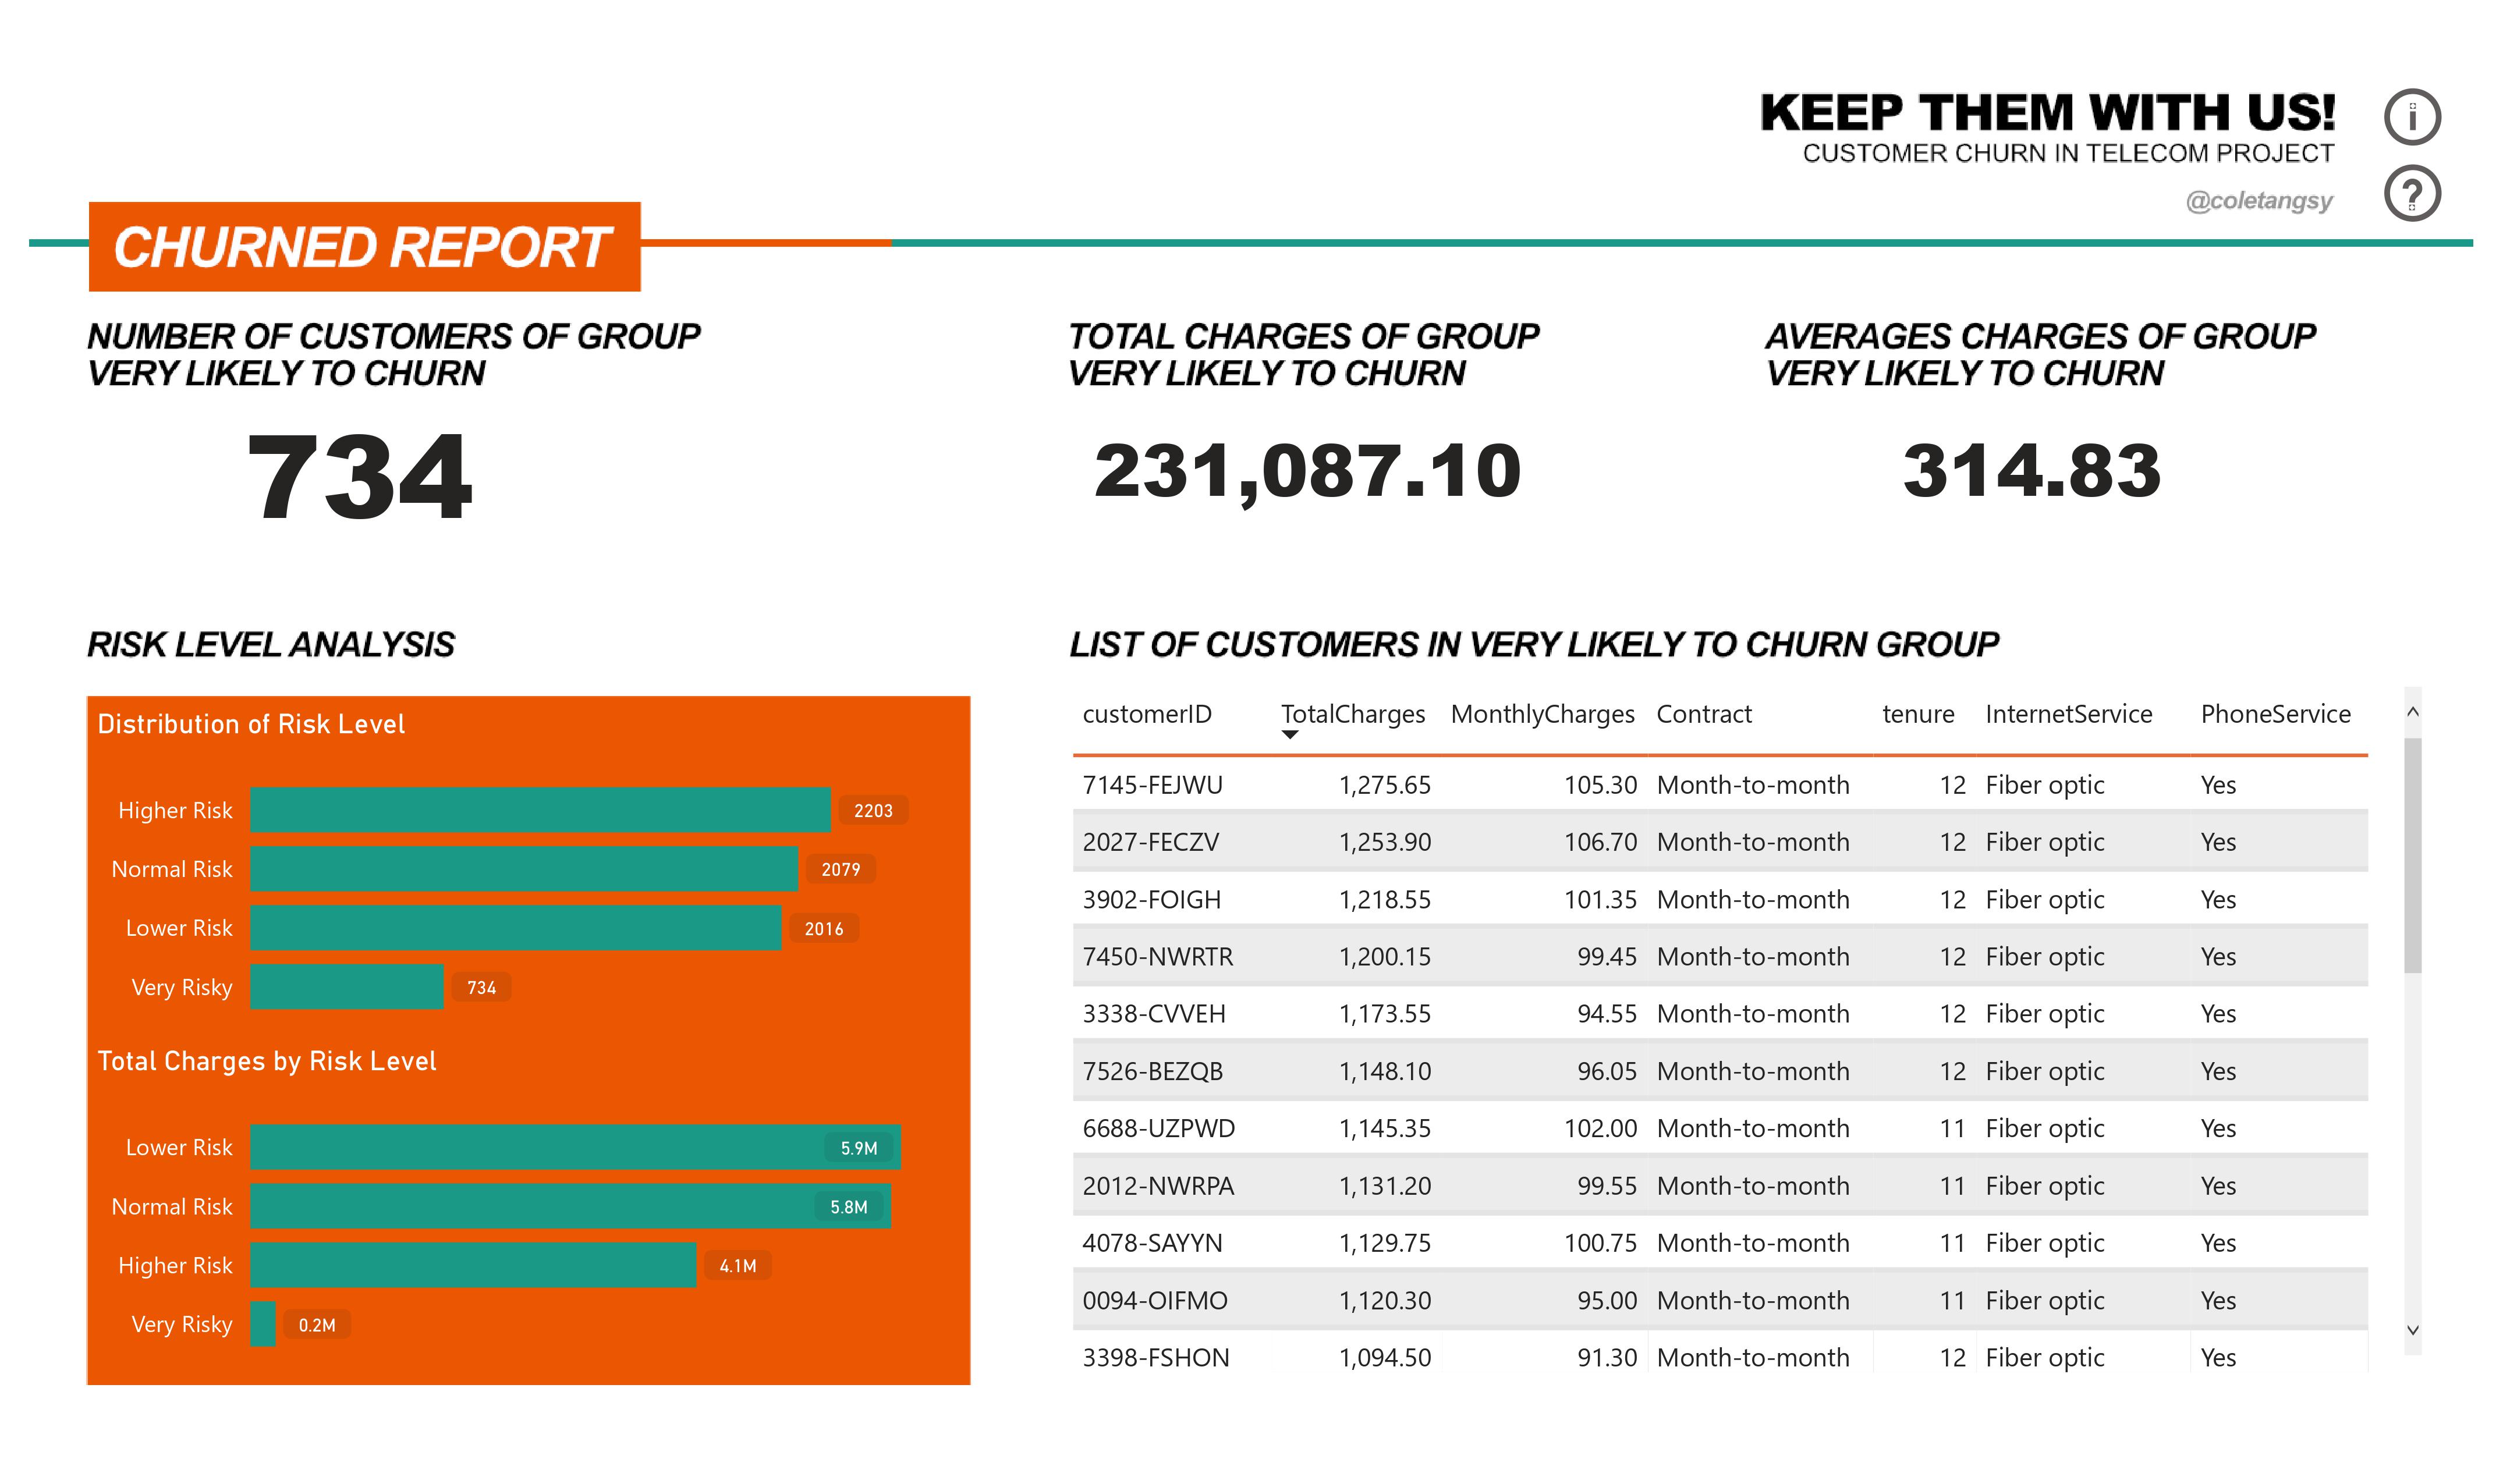 KEEP THEM WITH US!
CUSTOMER CHURN IN TELECOM PROJECT
@coletangsy
i
?
CHURNED REPORT
NUMBER OF CUSTOMERS OF GROUP
VERY LIKELY TO CHURN
734
TOTAL CHARGES OF GROUP
VERY LIKELY TO CHURN
231,087.10
AVERAGES CHARGES OF GROUP
VERY LIKELY TO CHURN
314.83
RISK LEVEL ANALYSIS
Distribution of Risk Level
Higher Risk 2203
Normal Risk 2079
Lower Risk 2016
Very Risky 734
Total Charges by Risk Level
Lower Risk 5.9M
Normal Risk 5.8M
Higher Risk 4.1M
Very Risky 0.2M
LIST OF CUSTOMERS IN VERY LIKELY TO CHURN GROUP
customerID TotalCharges MonthlyCharges Contract tenure InternetService PhoneService
7145-FEJWU 1,275.65 105.30 Month-to-month 12 Fiber optic Yes
2027-FECZV 1,253.90 106.70 Month-to-month 12 Fiber optic Yes
3902-FOIGH 1,218.55 101.35 Month-to-month 12 Fiber optic Yes
7450-NWRTR 1,200.15 99.45 Month-to-month 12 Fiber optic Yes
3338-CVVEH 1,173.55 94.55 Month-to-month 12 Fiber optic Yes
7526-BEZQB 1,148.10 96.05 Month-to-month 12 Fiber optic Yes
6688-UZPWD 1,145.35 102.00 Month-to-month 11 Fiber optic Yes
2012-NWRPA 1,131.20 99.55 Month-to-month 11 Fiber optic Yes
4078-SAYYN 1,129.75 100.75 Month-to-month 11 Fiber optic Yes
0094-OIFMO 1,120.30 95.00 Month-to-month 11 Fiber optic Yes
3398-FSHON 1,094.50 91.30 Month-to-month 12 Fiber optic Yes